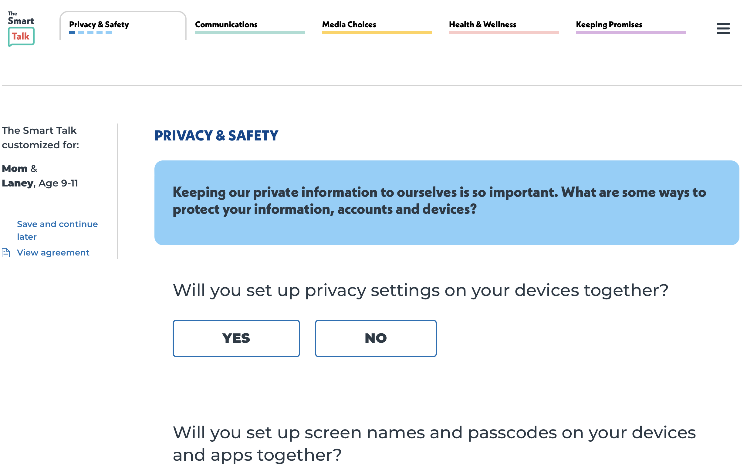 The
Smart
Talk
Privacy & Safety
Communications
Media Choices
Health & Wellness
Keeping Promises
The Smart Talk
customized for:
Mom &
Laney, Age 9-11
Save and continue
later
View agreement
PRIVACY & SAFETY
Keeping our private information to ourselves is so important. What are some ways to
protect your information, accounts and devices?
Will you set up privacy settings on your devices together?
YES
NO
Will you set up screen names and passcodes on your devices
and apps together?